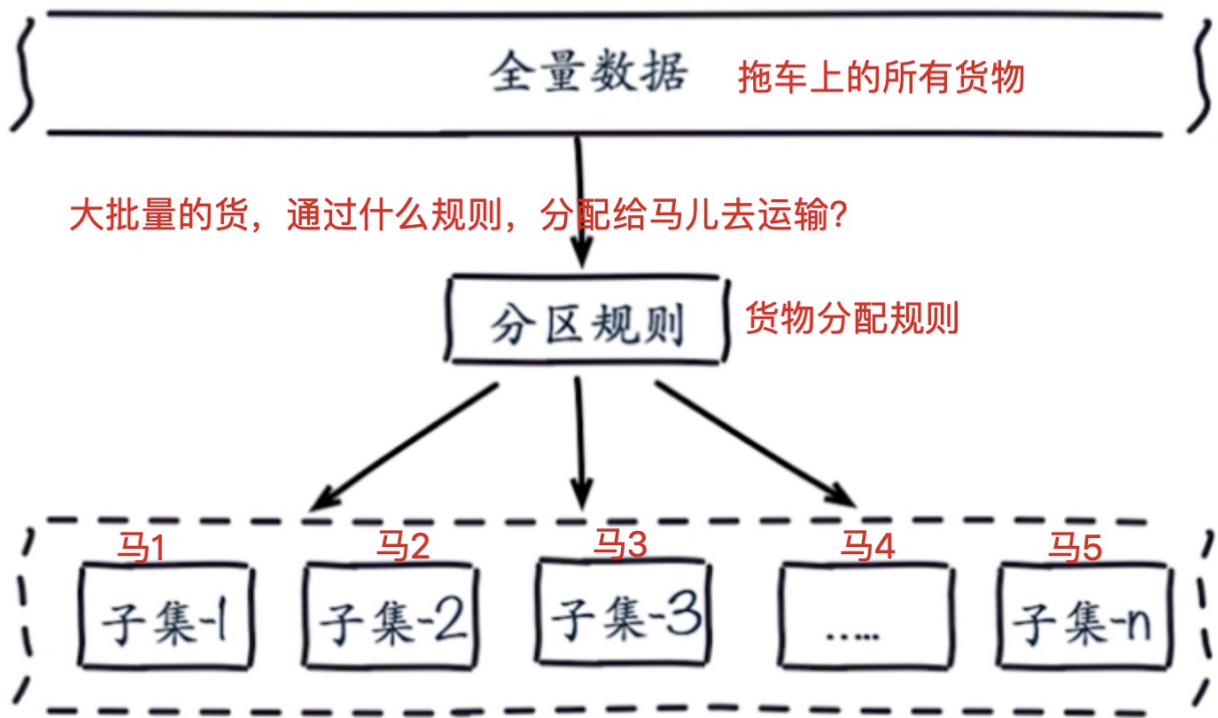 全量数据 拖车上的所有货物
大批量的货，通过什么规则，分配给马儿去运输？
分区规则 货物分配规则
马1 马2 马3 马4 马5
子集-1 子集-2 子集-3 ..... 子集-n